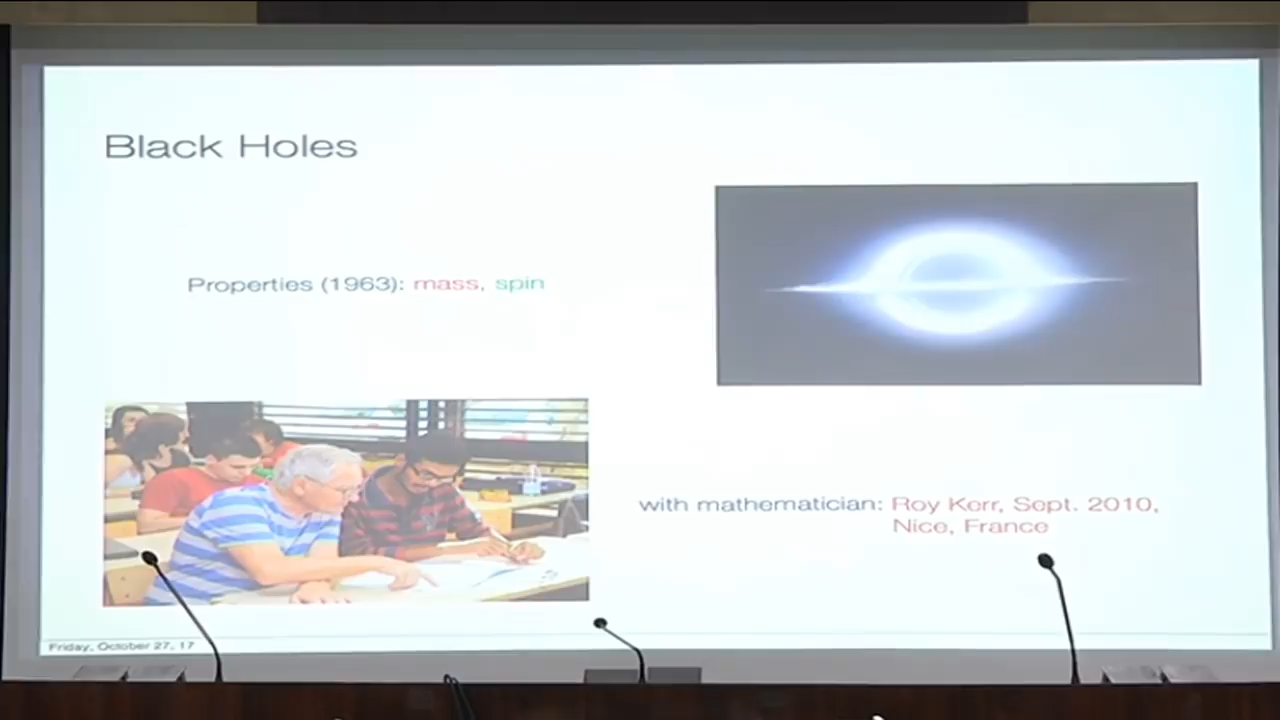 Black Holes
Properties (1963): mass, spin
with mathematician: Roy Kerr, Sept. 2010,
Nice, France
Friday, October 27, 17